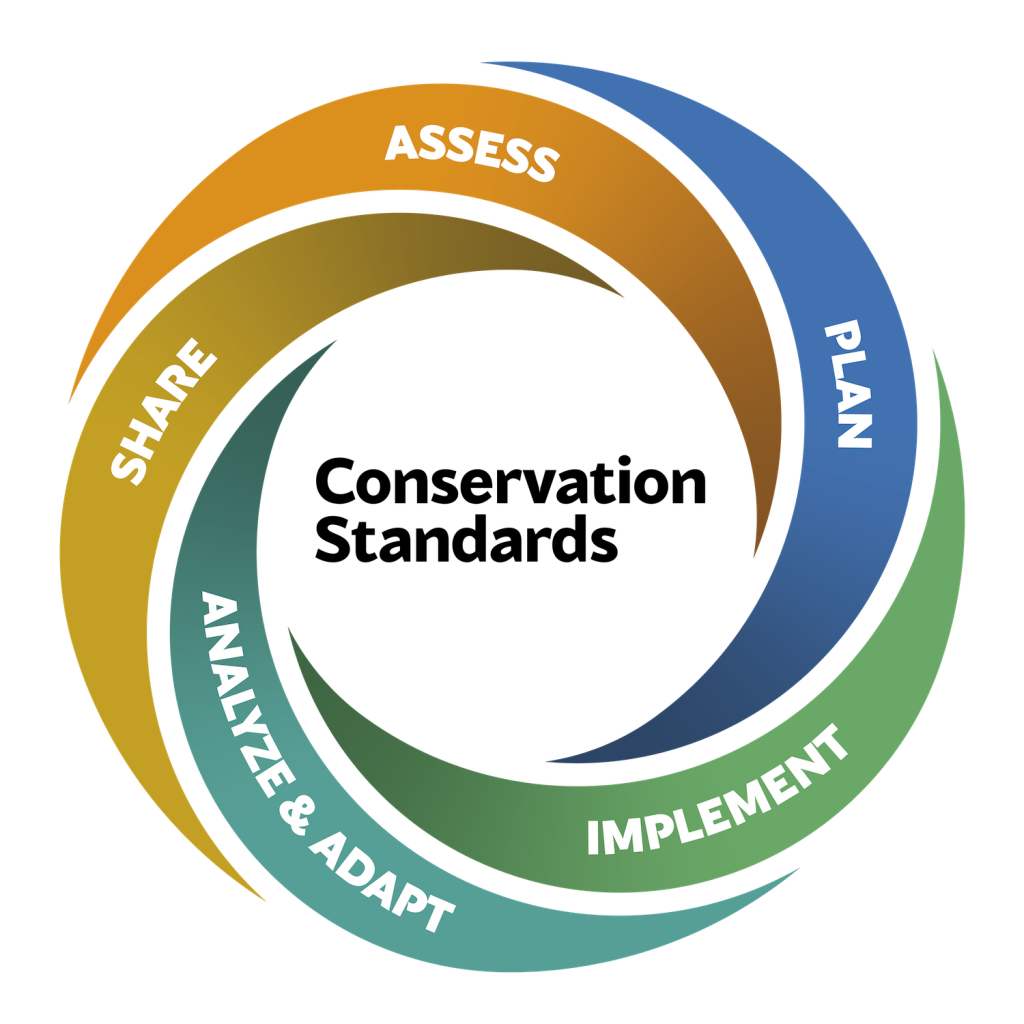 ASSESS
PLAN
IMPLEMENT
ANALYZE & ADAPT
SHARE
Conservation
Standards